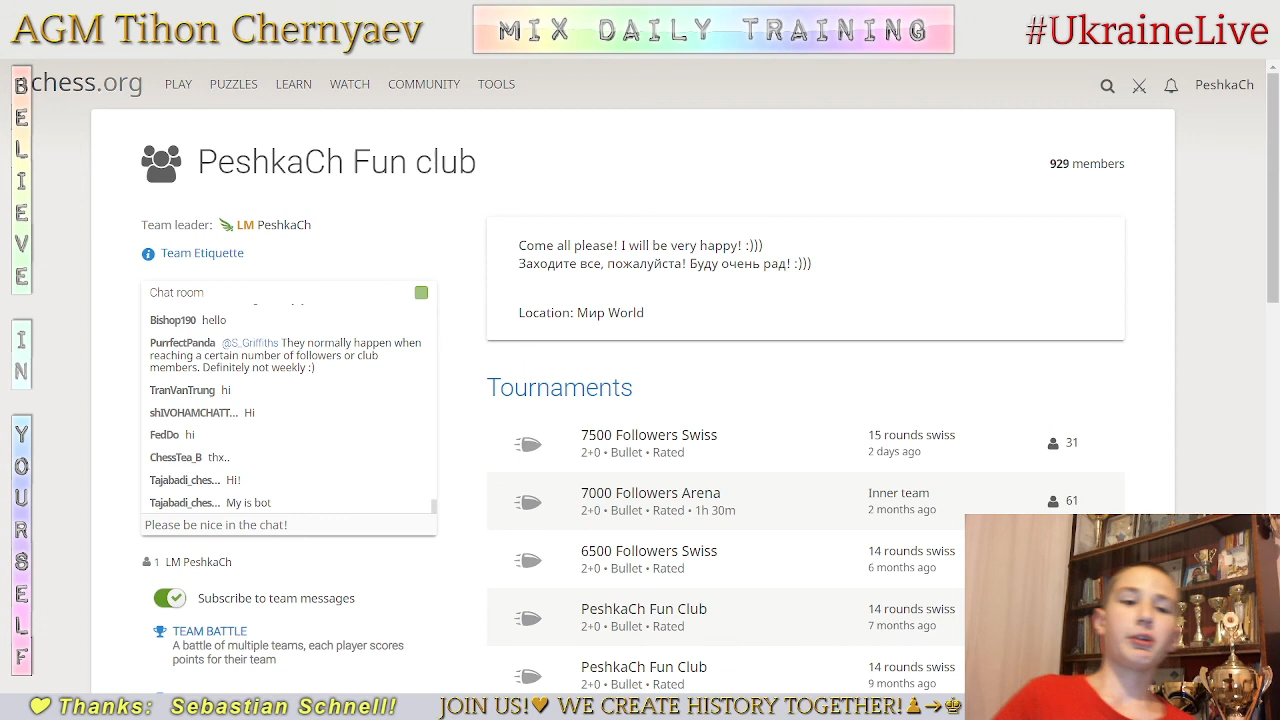 AGM Tihon Chernyaev
MIX DAILY TRAINING
#UkraineLive
BELIEVE
IN
YOURSELF
chess.org
PLAY
PUZZLES
LEARN
WATCH
COMMUNITY
TOOLS
PeshkaCh
PeshkaCh Fun club
929 members
Team leader: LM PeshkaCh
Team Etiquette
Chat room
Bishop190 hello
PurrfectPanda @S_Griffiths They normally happen when
reaching a certain number of followers or club
members. Definitely not weekly :)
TranVanTrung hi
shIVOHAMCHATT... Hi
FedDo hi
ChessTea_B thx..
Tajabadi_ches... Hi!
Tajabadi_ches... My is bot
Please be nice in the chat!
1 LM PeshkaCh
Subscribe to team messages
TEAM BATTLE
A battle of multiple teams, each player scores
points for their team
Come all please! I will be very happy! :)))
Заходите все, пожалуйста! Буду очень рад! :)))
Location: Мир World
Tournaments
7500 Followers Swiss
2+0 • Bullet • Rated
15 rounds swiss
2 days ago
31
7000 Followers Arena
2+0 • Bullet • Rated • 1h 30m
Inner team
2 months ago
61
6500 Followers Swiss
2+0 • Bullet • Rated
14 rounds swiss
6 months ago
PeshkaCh Fun Club
2+0 • Bullet • Rated
14 rounds swiss
7 months ago
PeshkaCh Fun Club
2+0 • Bullet • Rated
14 rounds swiss
9 months ago
Thanks: Sebastian Schnell!
JOIN US! WE CREATE HISTORY TOGETHER!